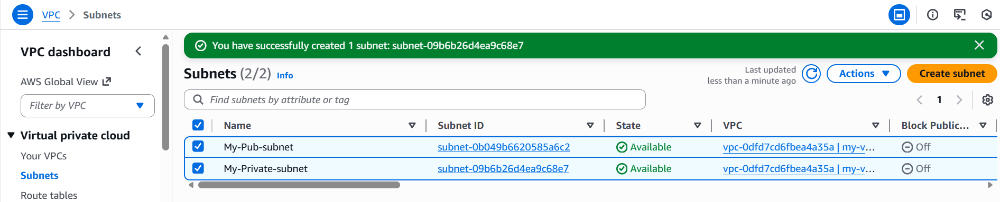 VPC > Subnets
You have successfully created 1 subnet: subnet-09b6b26d4ea9c68e7
VPC dashboard
AWS Global View
Filter by VPC
Virtual private cloud
Your VPCs
Subnets
Route tables
Subnets (2/2) Info
Last updated
less than a minute ago
Actions
Create subnet
Find subnets by attribute or tag
1
Name Subnet ID State VPC Block Public...
My-Pub-subnet subnet-0b049b6620585a6c2 Available vpc-0dfd7cd6fbea4a35a | my-v... Off
My-Private-subnet subnet-09b6b26d4ea9c68e7 Available vpc-0dfd7cd6fbea4a35a | my-v... Off